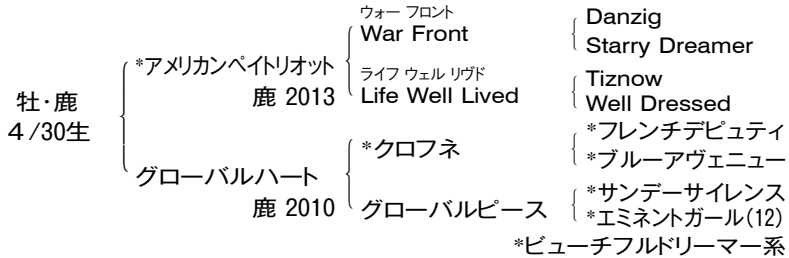 牡・鹿
4/30生
*アメリカンペイトリオット
鹿 2013
グローバルハート
鹿 2010
ウォー フロント
War Front
ライフ ウェル リヴド
Life Well Lived
*クロフネ
グローバルピース
Danzig
Starry Dreamer
Tiznow
Well Dressed
*フレンチデピュティ
*ブルーアヴェニュー
*サンデーサイレンス
*エミネントガール(12)
*ビューチフルドリーマー系